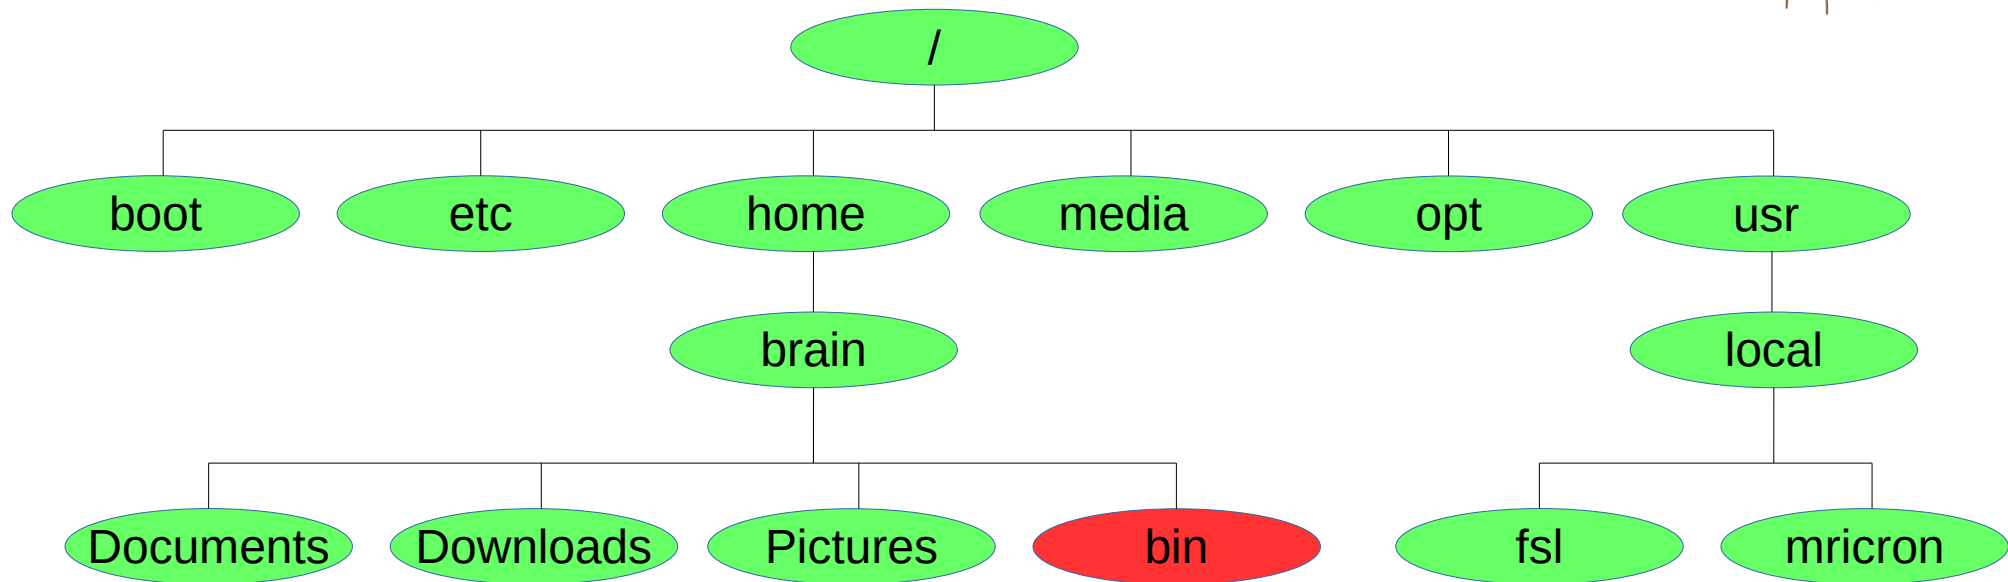 /
boot etc home media opt usr
brain local
Documents Downloads Pictures bin fsl mricron